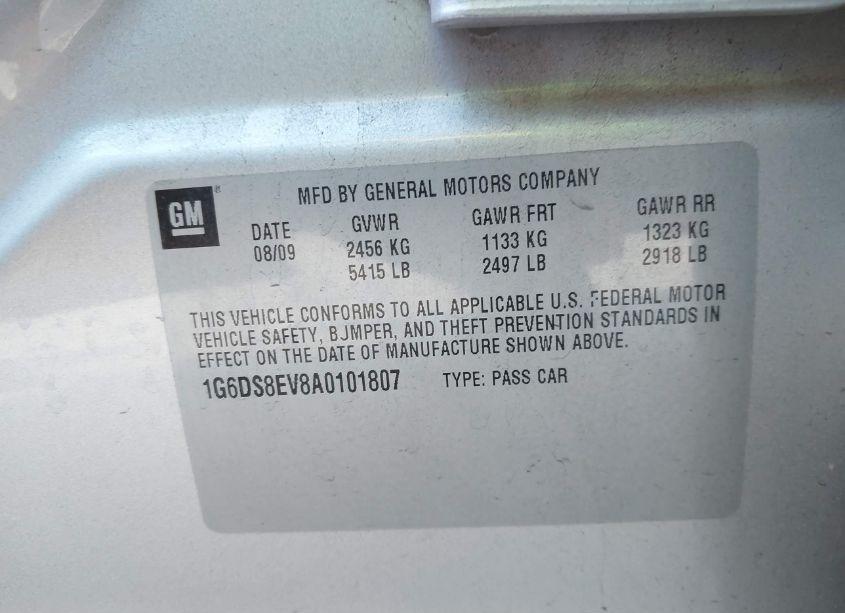 GM®
MFD BY GENERAL MOTORS COMPANY
DATE GVWR GAWR FRT GAWR RR
08/09 2456 KG 1133 KG 1323 KG
5415 LB 2497 LB 2918 LB
THIS VEHICLE CONFORMS TO ALL APPLICABLE U.S. FEDERAL MOTOR
VEHICLE SAFETY, BUMPER, AND THEFT PREVENTION STANDARDS IN
EFFECT ON THE DATE OF MANUFACTURE SHOWN ABOVE.
1G6DS8EV8A0101807 TYPE: PASS CAR